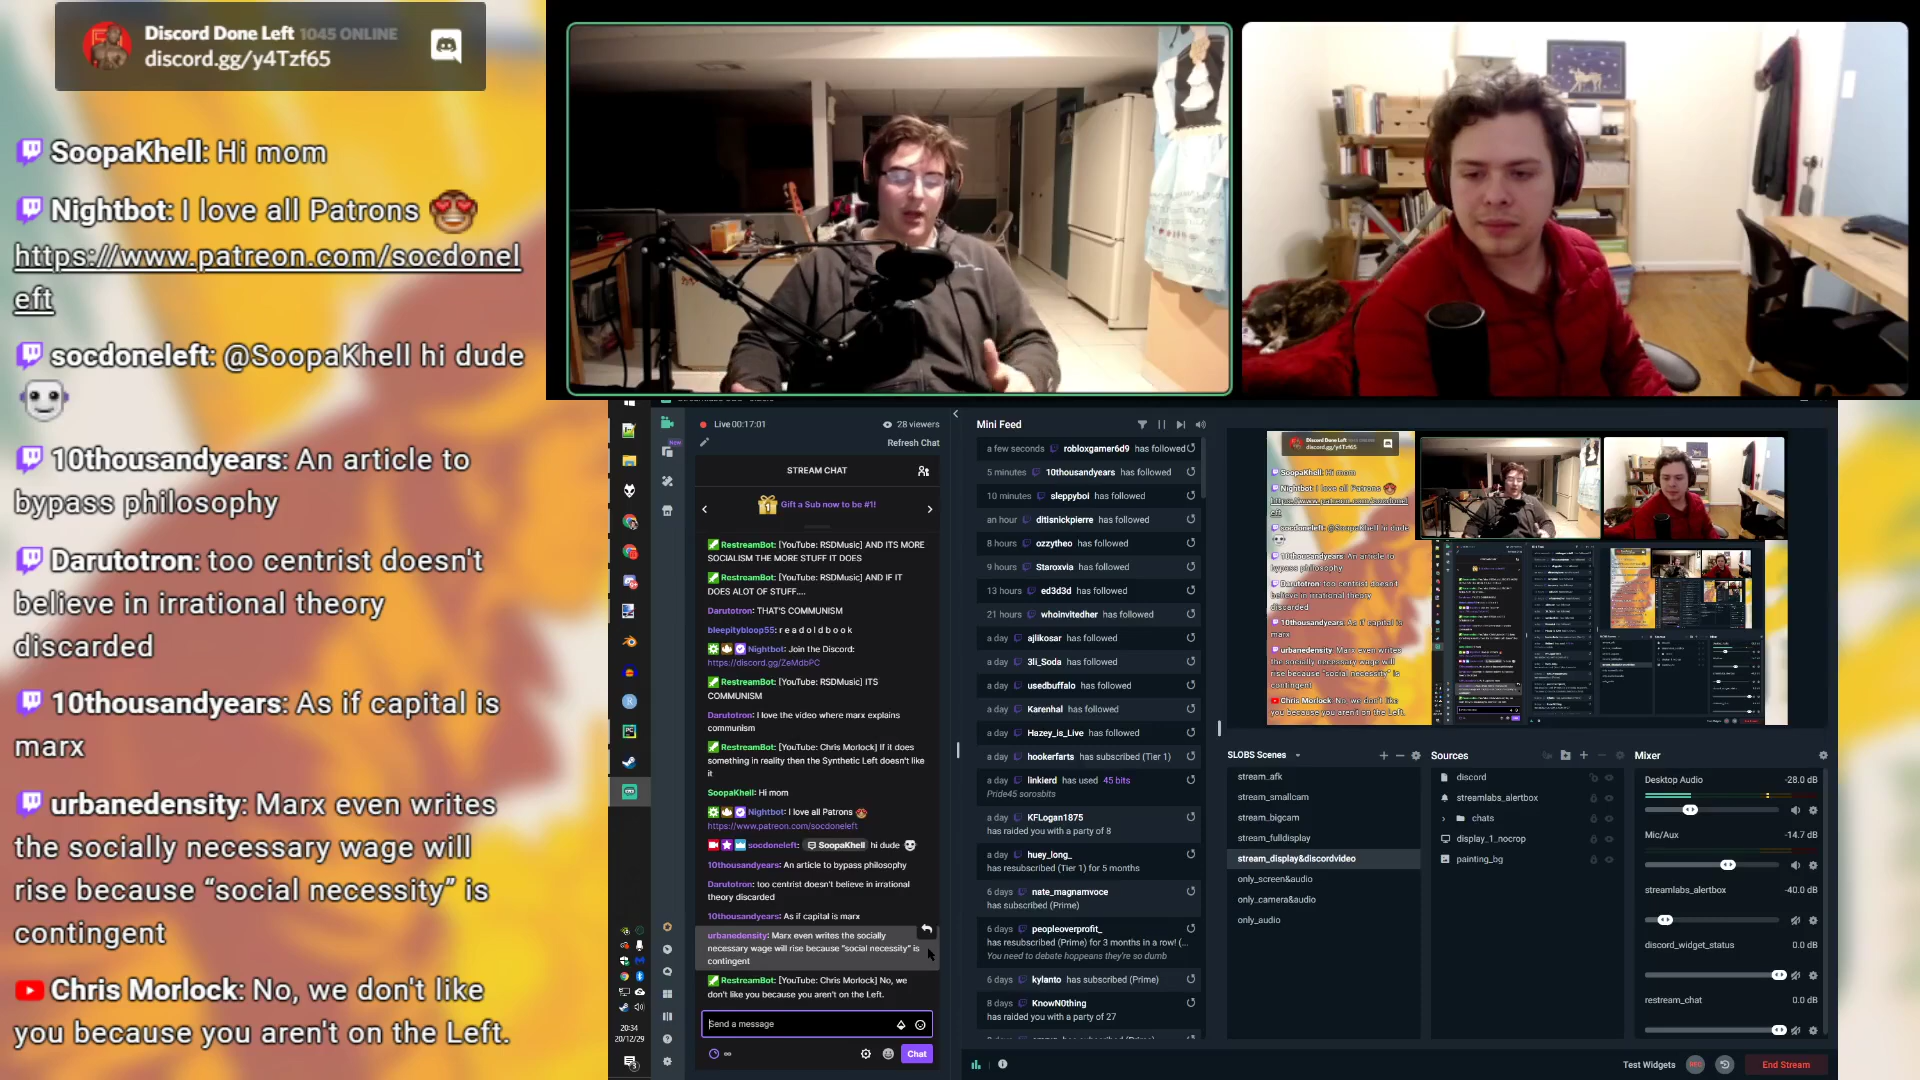 Discord Done Left 1045 ONLINE
discord.gg/y4Tzf65
SoopaKhell: Hi mom
Nightbot: I love all Patrons
https://www.patreon.com/socdonel
eft
socdoneleft: @SoopaKhell hi dude
10thousandyears: An article to
bypass philosophy
Darutotron: too centrist doesn't
believe in irrational theory
discarded
10thousandyears: As if capital is
marx
urbanedensity: Marx even writes
the socially necessary wage will
rise because “social necessity” is
contingent
Chris Morlock: No, we don't like
you because you aren't on the Left.
Live 00:17:01
28 viewers
Refresh Chat
New
STREAM CHAT
Gift a Sub now to be #1!
RestreamBot: [YouTube: RSDMusic] AND ITS MORE
SOCIALISM THE MORE STUFF IT DOES
RestreamBot: [YouTube: RSDMusic] AND IF IT
DOES ALOT OF STUFF....
Darutotron: THAT'S COMMUNISM
bleepitybloop55: r e a d o l d b o o k
Nightbot: Join the Discord:
https://discord.gg/ZeMdbPC
RestreamBot: [YouTube: RSDMusic] ITS
COMMUNISM
Darutotron: I love the video where marx explains
communism
RestreamBot: [YouTube: Chris Morlock] If it does
something in reality then the Synthetic Left doesn't like
it
SoopaKhell: Hi mom
Nightbot: I love all Patrons
https://www.patreon.com/socdoneleft
socdoneleft: SoopaKhell hi dude
10thousandyears: An article to bypass philosophy
Darutotron: too centrist doesn't believe in irrational
theory discarded
10thousandyears: As if capital is marx
urbanedensity: Marx even writes the socially
necessary wage will rise because “social necessity” is
contingent
RestreamBot: [YouTube: Chris Morlock] No, we
don't like you because you aren't on the Left.
Send a message
Chat
20:34
20/12/29
Mini Feed
a few seconds robloxgamer6d9 has followed
5 minutes 10thousandyears has followed
10 minutes sleppyboi has followed
an hour ditisnickpierre has followed
8 hours ozzytheo has followed
9 hours Staroxvia has followed
13 hours ed3d3d has followed
21 hours whoinvitedher has followed
a day ajlikosar has followed
a day 3li_Soda has followed
a day usedbuffalo has followed
a day Karenhal has followed
a day Hazey_is_Live has followed
a day hookerfarts has subscribed (Tier 1)
a day linkierd has used 45 bits
Pride45 sorosbits
a day KFLogan1875
has raided you with a party of 8
a day huey_long_
has resubscribed (Tier 1) for 5 months
6 days nate_magnamvoce
has subscribed (Prime)
6 days peopleoverprofit_
has resubscribed (Prime) for 3 months in a row! (...
You need to debate hoppeans they're so dumb
6 days kylanto has subscribed (Prime)
8 days KnowN0thing
has raided you with a party of 27
SLOBS Scenes
stream_afk
stream_smallcam
stream_bigcam
stream_fulldisplay
stream_display&discordvideo
only_screen&audio
only_camera&audio
only_audio
Sources
discord
streamlabs_alertbox
chats
display_1_nocrop
painting_bg
Mixer
Desktop Audio -28.0 dB
Mic/Aux -14.7 dB
streamlabs_alertbox -40.0 dB
discord_widget_status 0.0 dB
restream_chat 0.0 dB
Test Widgets
REC
End Stream